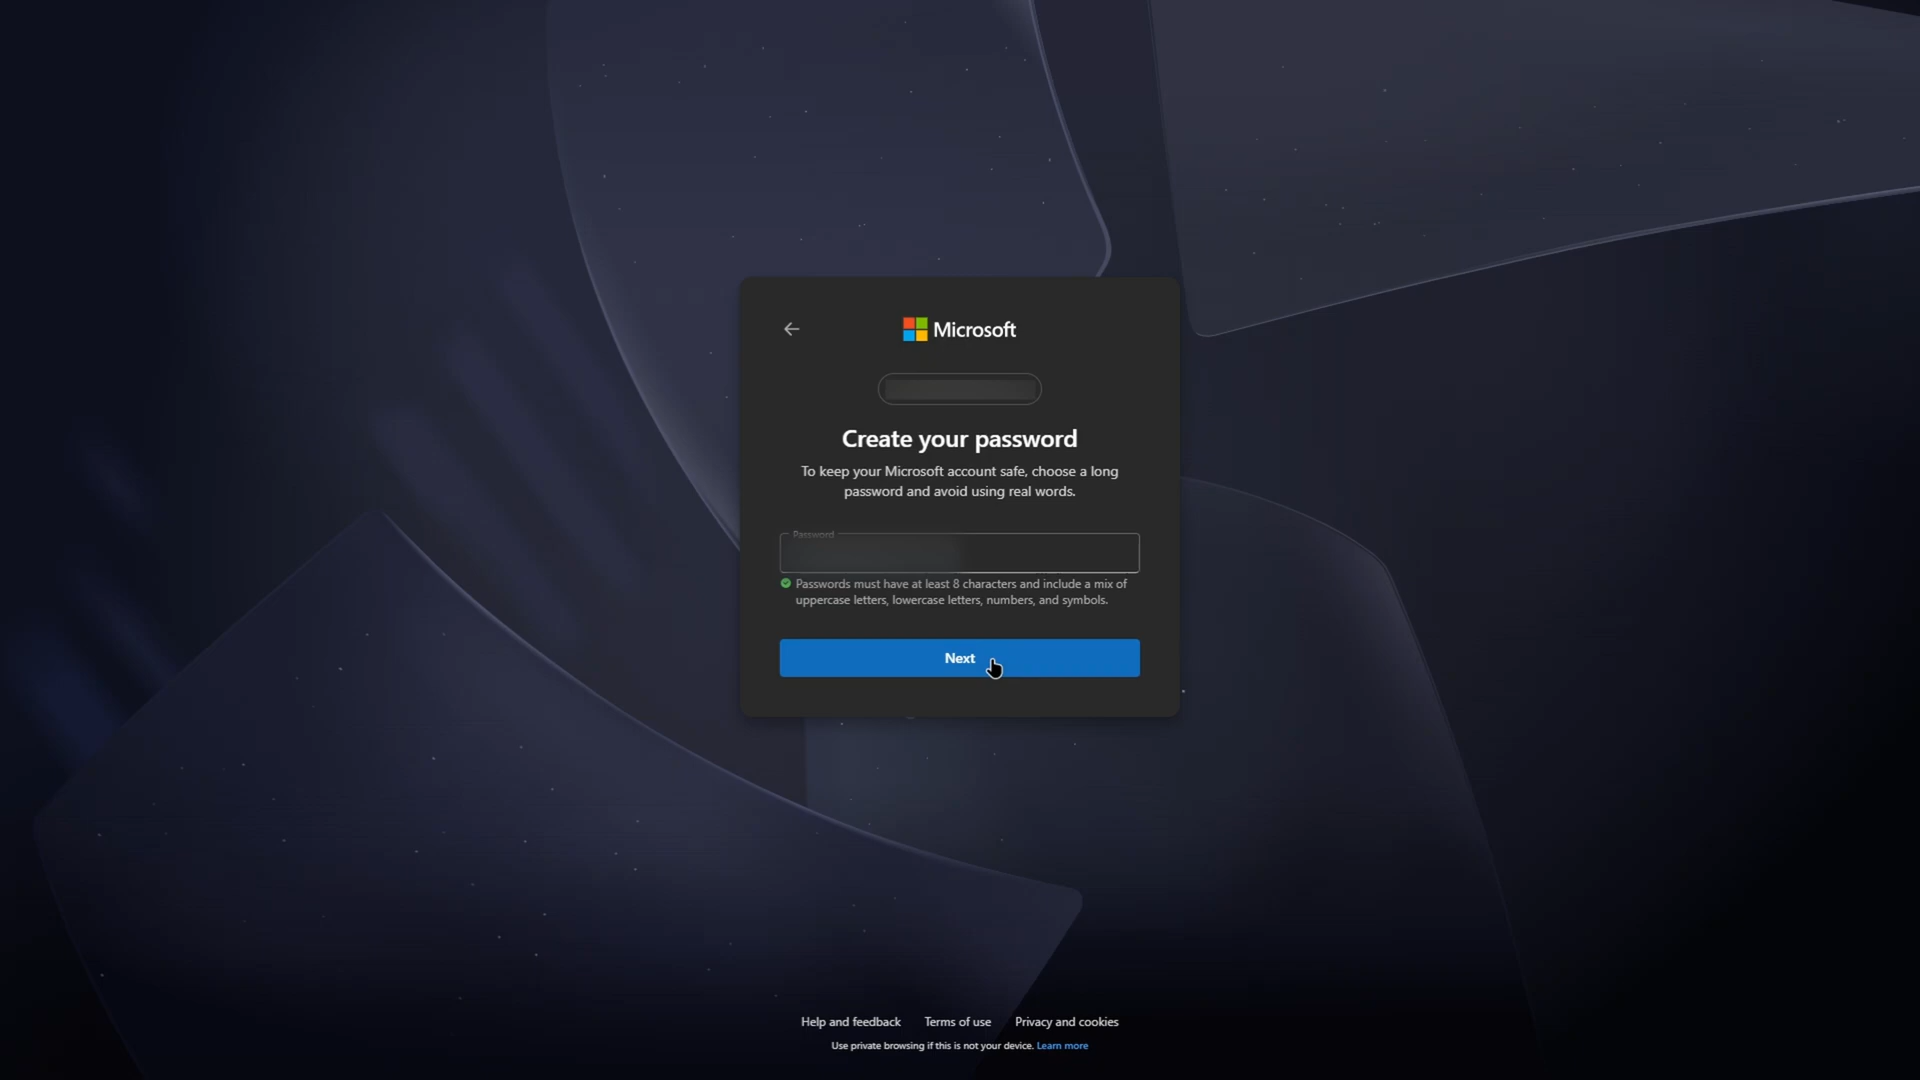 Microsoft
Create your password
To keep your Microsoft account safe, choose a long
password and avoid using real words.
Password
Passwords must have at least 8 characters and include a mix of
uppercase letters, lowercase letters, numbers, and symbols.
Next
Help and feedback Terms of use Privacy and cookies
Use private browsing if this is not your device. Learn more